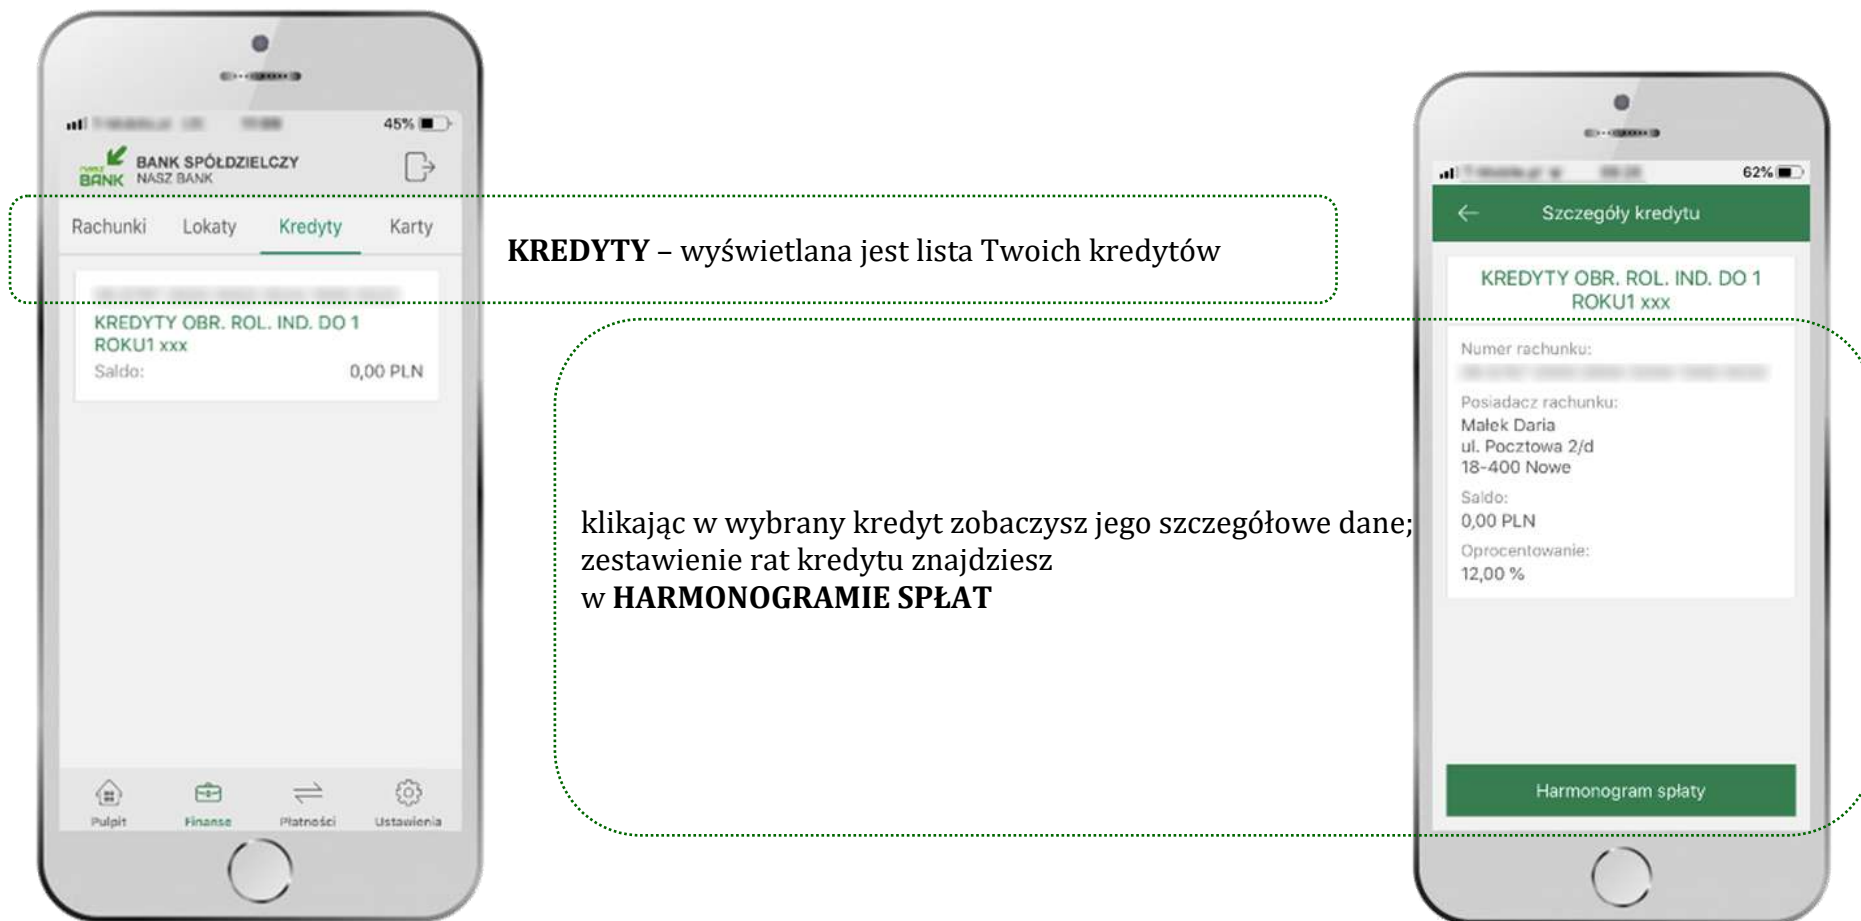 45%
nasz
BANK
BANK SPÓŁDZIELCZY
NASZ BANK
Rachunki Lokaty Kredyty Karty
KREDYTY OBR. ROL. IND. DO 1
ROKU1 xxx
Saldo: 0,00 PLN
Pulpit Finanse Płatności Ustawienia
KREDYTY – wyświetlana jest lista Twoich kredytów
klikając w wybrany kredyt zobaczysz jego szczegółowe dane;
zestawienie rat kredytu znajdziesz
w HARMONOGRAMIE SPŁAT
62%
Szczegóły kredytu
KREDYTY OBR. ROL. IND. DO 1
ROKU1 xxx
Numer rachunku:
Posiadacz rachunku:
Małek Daria
ul. Pocztowa 2/d
18-400 Nowe
Saldo:
0,00 PLN
Oprocentowanie:
12,00 %
Harmonogram spłaty